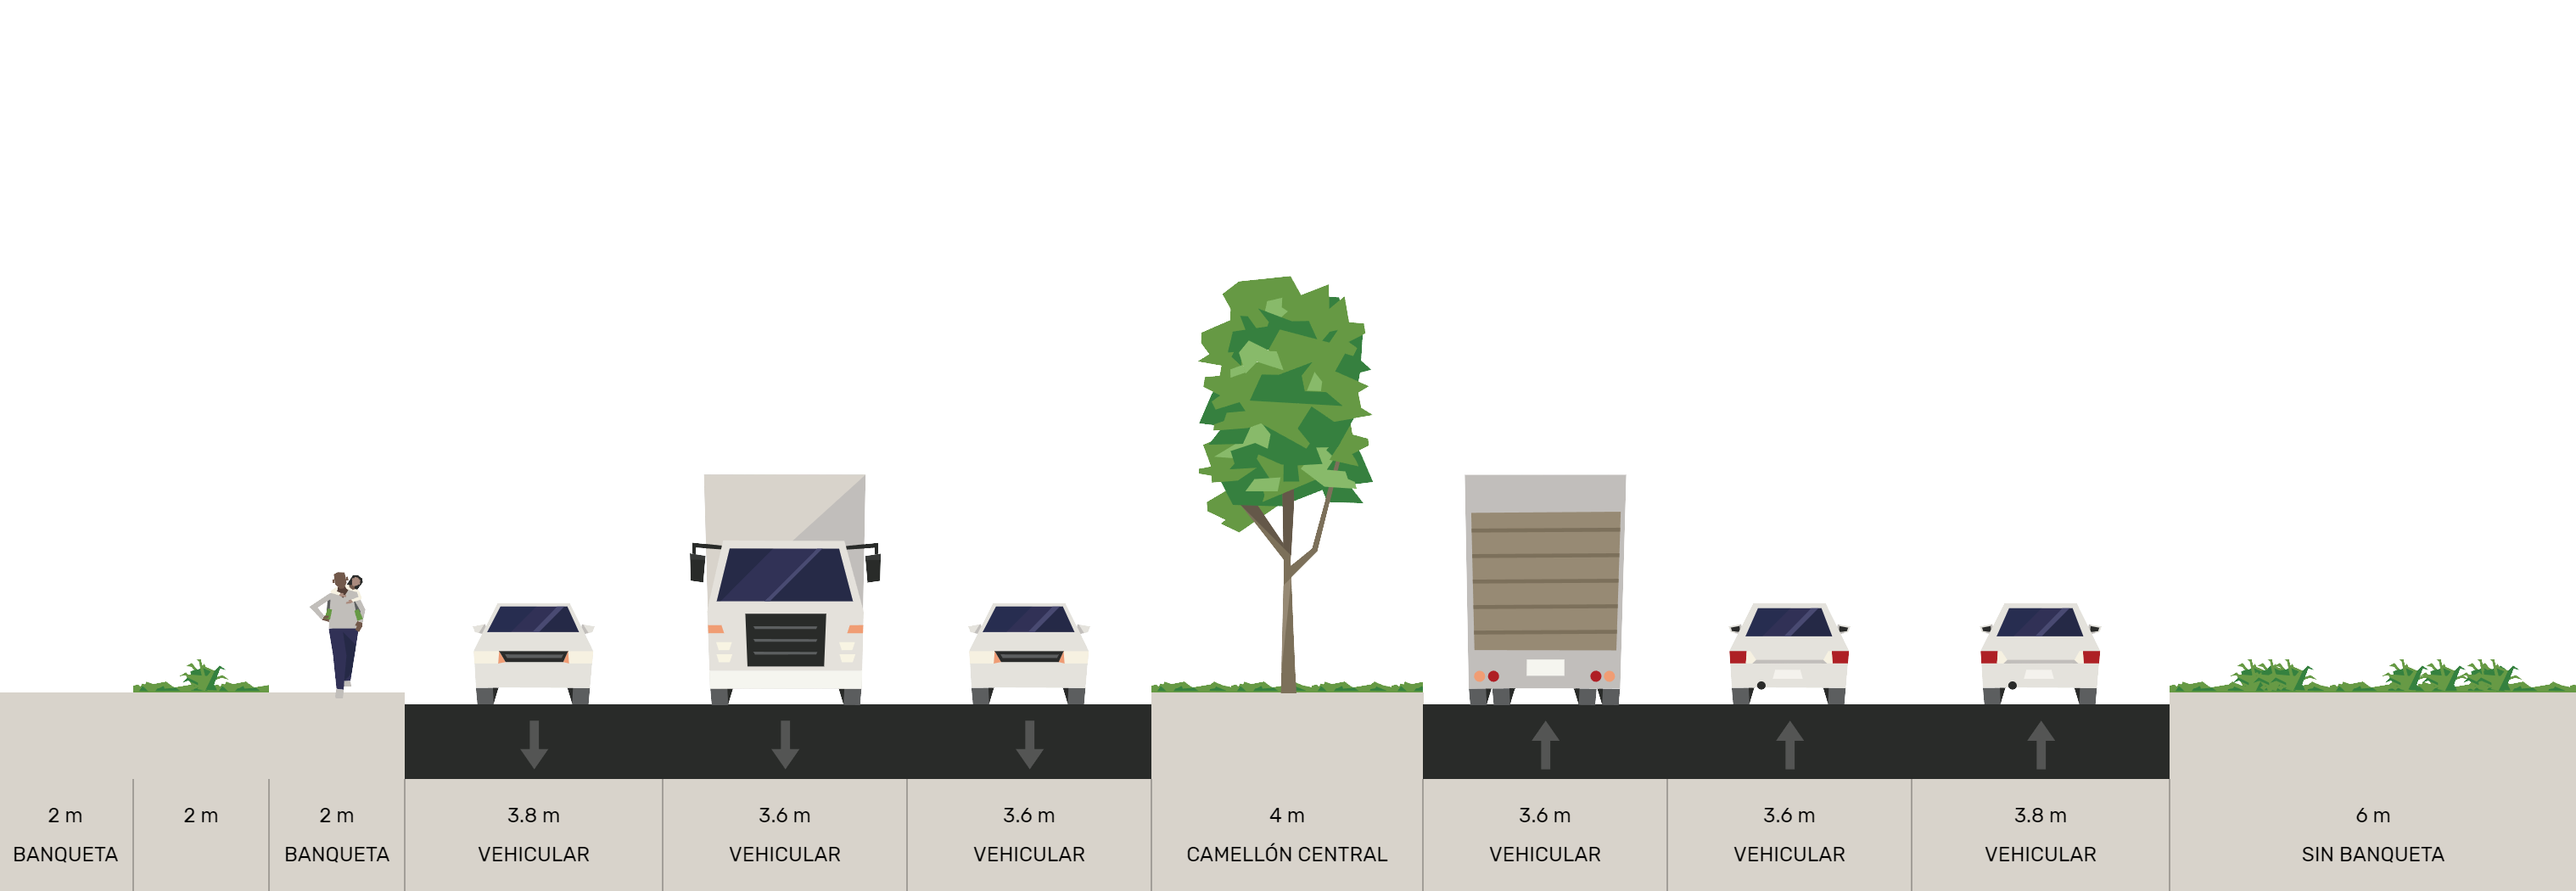 2 m
BANQUETA
2 m
2 m
BANQUETA
3.8 m
VEHICULAR
3.6 m
VEHICULAR
3.6 m
VEHICULAR
4 m
CAMELLÓN CENTRAL
3.6 m
VEHICULAR
3.6 m
VEHICULAR
3.8 m
VEHICULAR
6 m
SIN BANQUETA